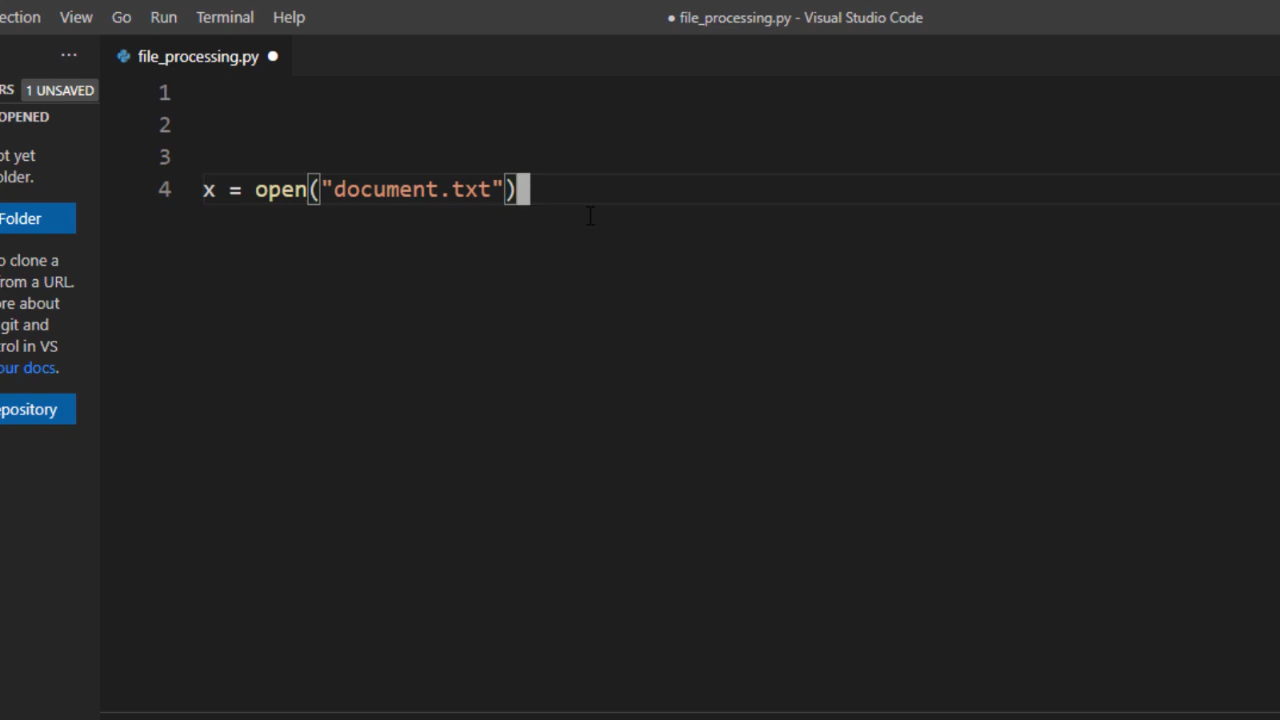 ection View Go Run Terminal Help ● file_processing.py - Visual Studio Code
··· file_processing.py ●
RS 1 UNSAVED
OPENED
ot yet
older.
Folder
o clone a
rom a URL.
ore about
git and
trol in VS
our docs.
epository
1
2
3
4 x = open("document.txt")